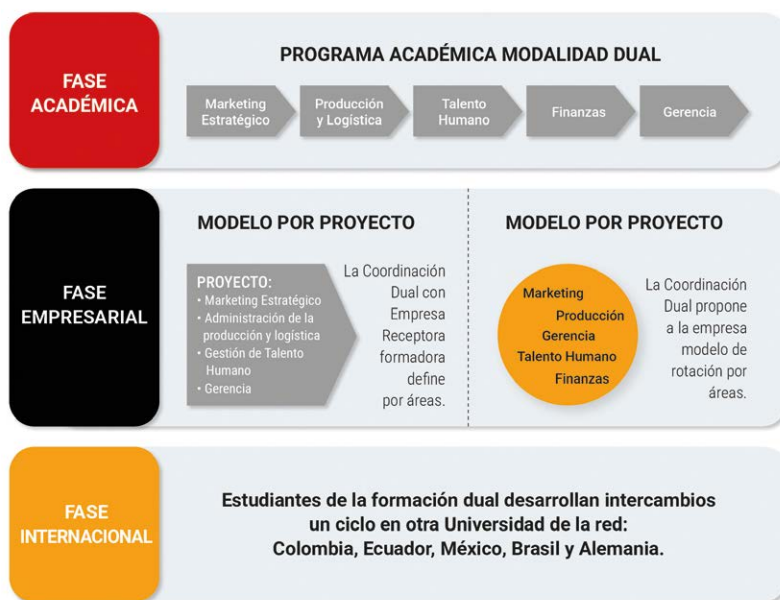 FASE
ACADÉMICA
PROGRAMA ACADÉMICA MODALIDAD DUAL
Marketing
Estratégico
Producción
y Logística
Talento
Humano
Finanzas
Gerencia
FASE
EMPRESARIAL
MODELO POR PROYECTO
PROYECTO:
• Marketing Estratégico
• Administración de la
producción y logística
• Gestión de Talento
Humano
• Gerencia
La Coordinación
Dual con
Empresa
Receptora
formadora
define
por áreas.
MODELO POR PROYECTO
Marketing
Producción
Gerencia
Talento Humano
Finanzas
La Coordinación
Dual propone
a la empresa
modelo de
rotación por
áreas.
FASE
INTERNACIONAL
Estudiantes de la formación dual desarrollan intercambios
un ciclo en otra Universidad de la red:
Colombia, Ecuador, México, Brasil y Alemania.